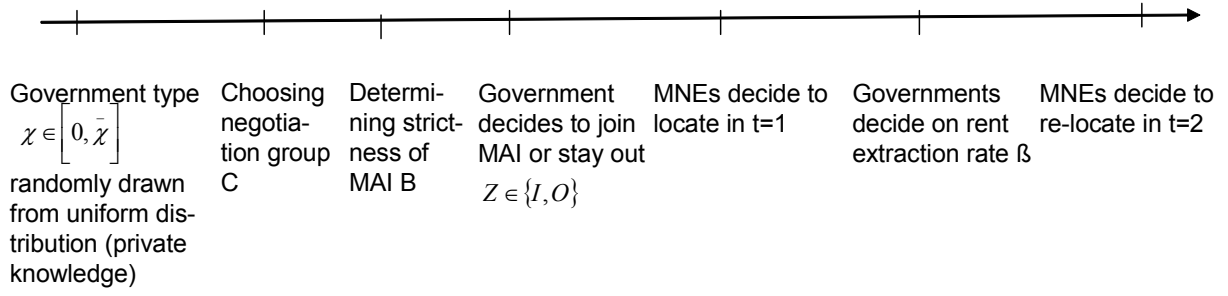 Government type
χ ∈ [0, χ̄]
randomly drawn
from uniform dis-
tribution (private
knowledge)
Choosing
negotia-
tion group
C
Determi-
ning strict-
ness of
MAI B
Government
decides to join
MAI or stay out
Z ∈ {I, O}
MNEs decide to
locate in t=1
Governments
decide on rent
extraction rate ß
MNEs decide to
re-locate in t=2